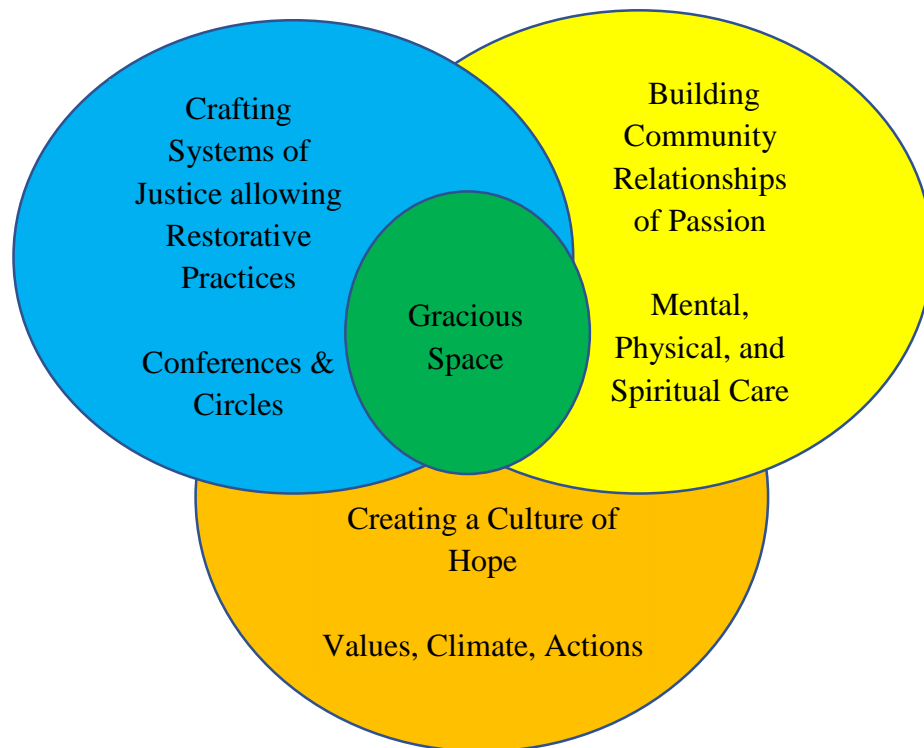 Crafting
Systems of
Justice allowing
Restorative
Practices
Conferences &
Circles
Building
Community
Relationships
of Passion
Mental,
Physical, and
Spiritual Care
Gracious
Space
Creating a Culture of
Hope
Values, Climate, Actions